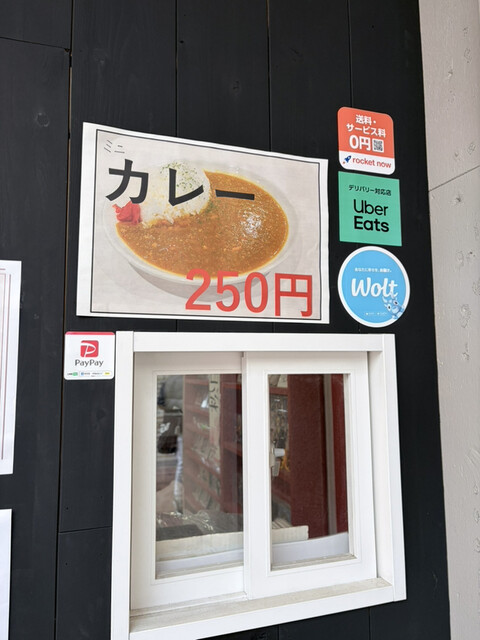 ミニ
カレー
250円
送料・
サービス料
0円
rocket now
デリバリー対応店
Uber
Eats
Wolt
PayPay